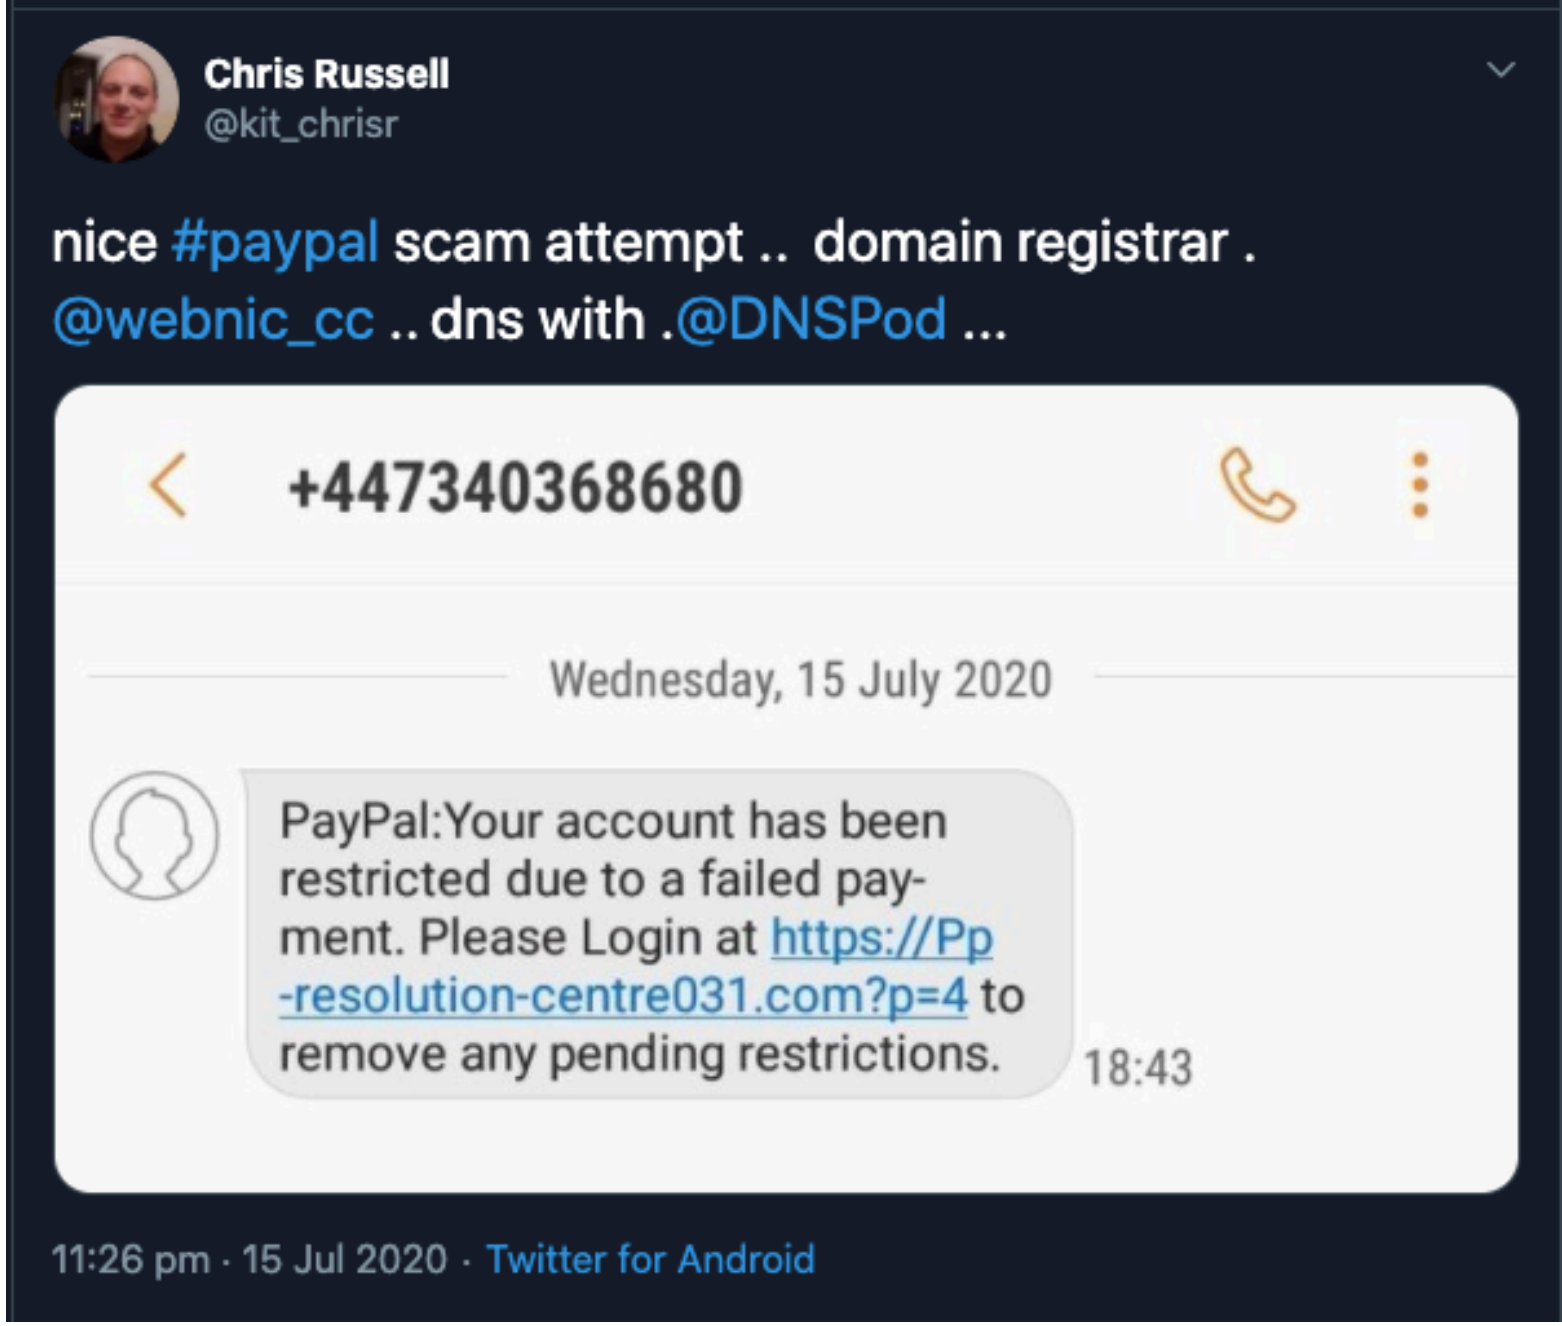 Chris Russell
@kit_chrisr
nice #paypal scam attempt .. domain registrar .
@webnic_cc .. dns with .@DNSPod ...
+447340368680
Wednesday, 15 July 2020
PayPal:Your account has been
restricted due to a failed pay-
ment. Please Login at https://Pp
-resolution-centre031.com?p=4 to
remove any pending restrictions.
18:43
11:26 pm · 15 Jul 2020 · Twitter for Android